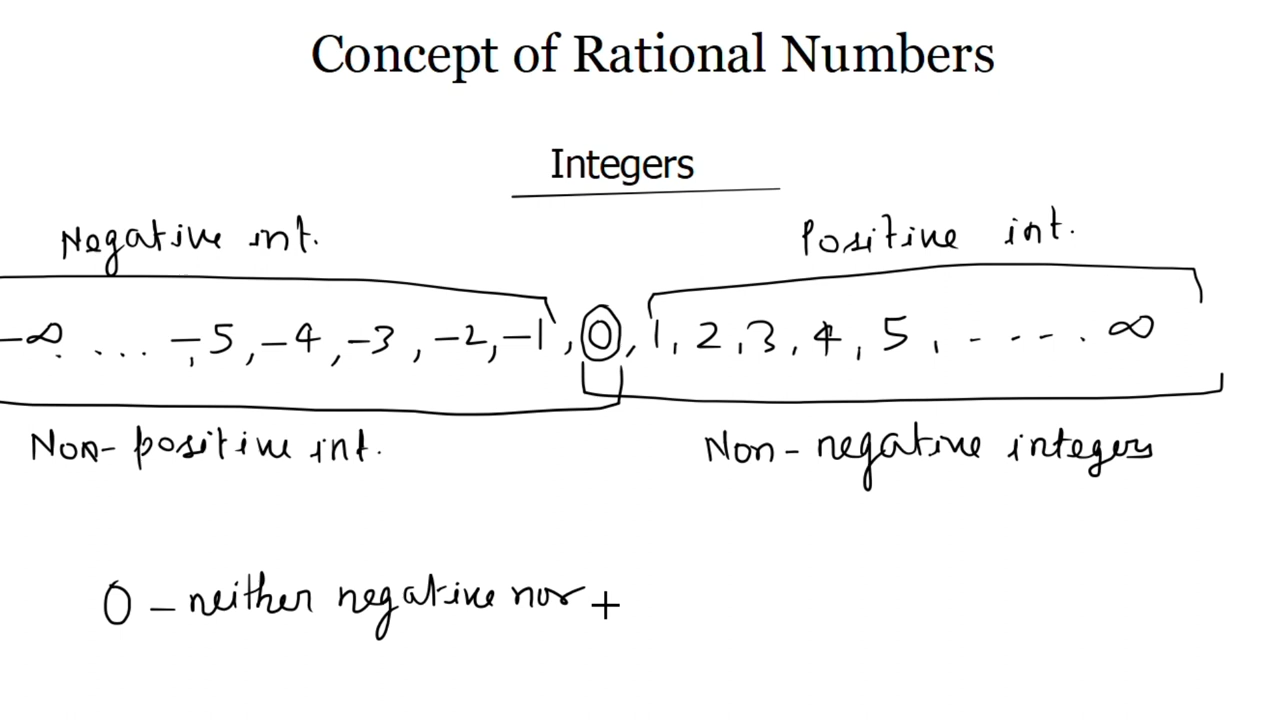 Concept of Rational Numbers
Integers
Negative int.
Positive int.
-∞. ... -,5, -4, -3, -2, -1, 0, 1, 2, 3, 4, 5, - - - . ∞
Non-positive int.
Non-negative integers
0 - neither negative nor +